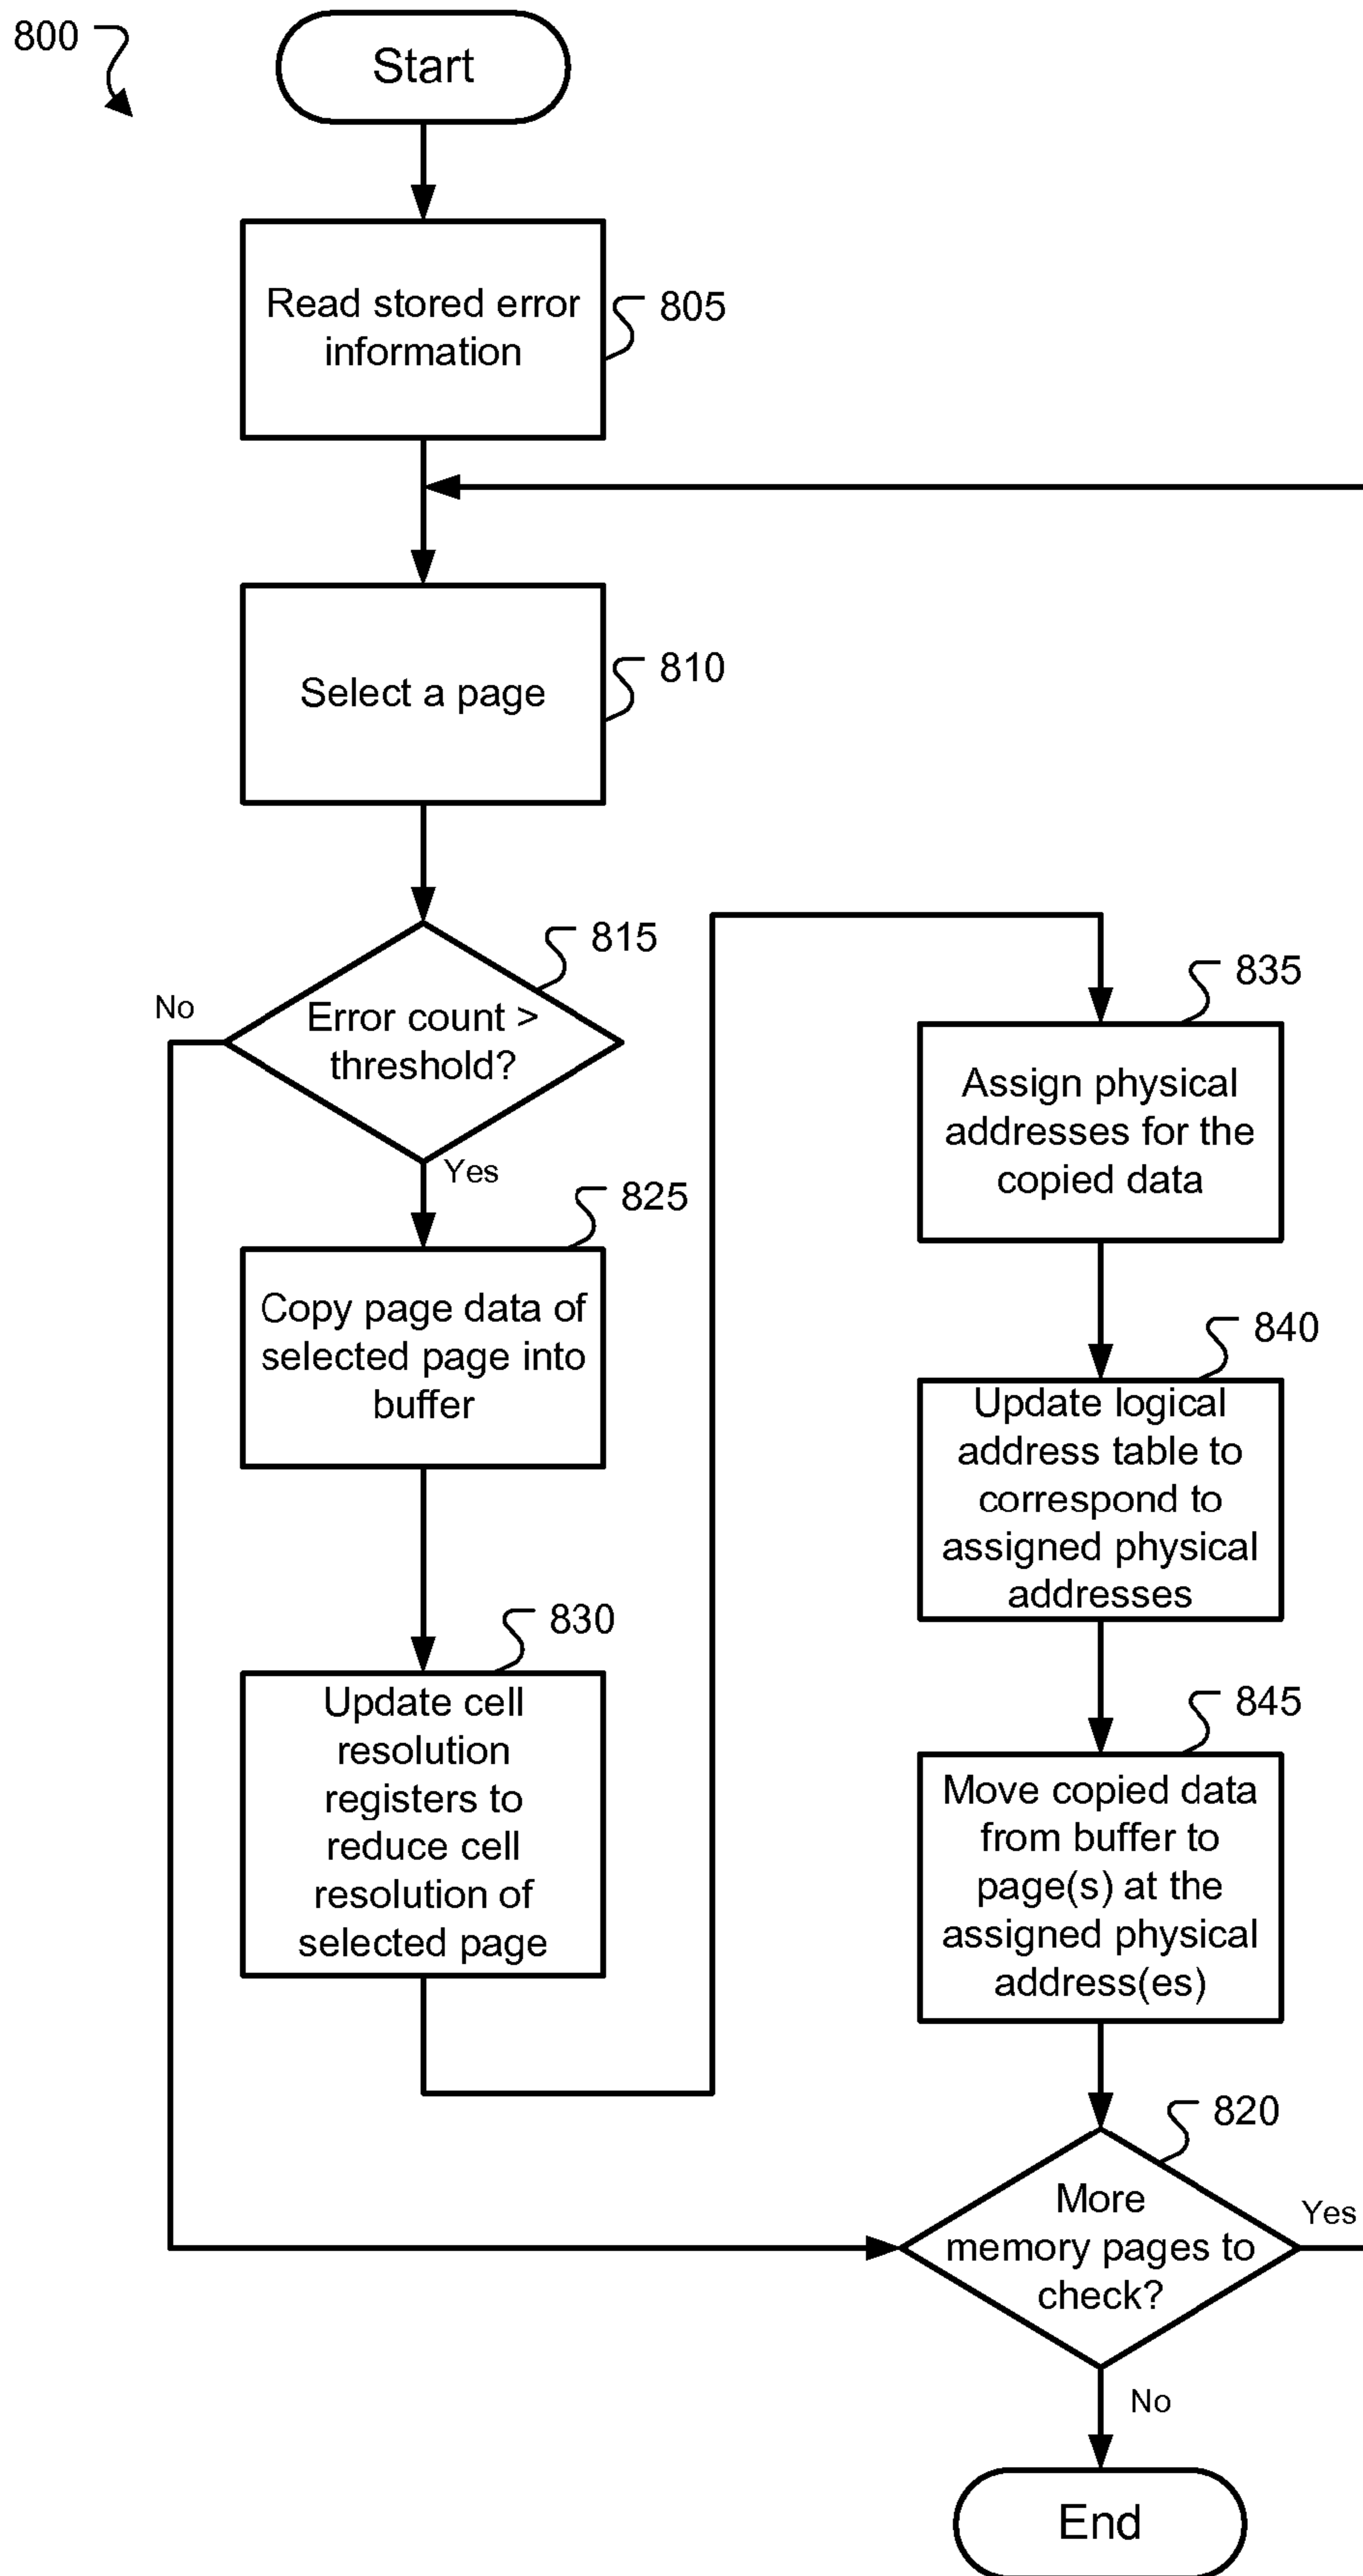 800
Start
Read stored error
information
805
Select a page
810
Error count >
threshold?
815
No
Yes
Copy page data of
selected page into
buffer
825
Update cell
resolution
registers to
reduce cell
resolution of
selected page
830
Assign physical
addresses for the
copied data
835
Update logical
address table to
correspond to
assigned physical
addresses
840
Move copied data
from buffer to
page(s) at the
assigned physical
address(es)
845
More
memory pages to
check?
820
Yes
No
End